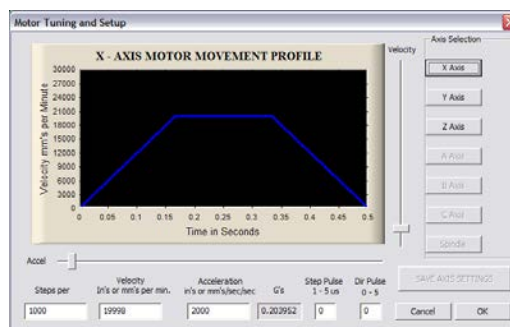 Motor Tuning and Setup
Axis Selection
X - AXIS MOTOR MOVEMENT PROFILE
Velocity
X Axis
Y Axis
Z Axis
A Axis
B Axis
C Axis
Spindle
Velocity mm's per Minute
30000
27000
24000
21000
18000
15000
12000
9000
6000
3000
0
0 0.05 0.1 0.15 0.2 0.25 0.3 0.35 0.4 0.45 0.5
Time in Seconds
Accel
SAVE AXIS SETTINGS
Steps per
Velocity
In's or mm's per min.
Acceleration
in's or mm's/sec/sec
G's
Step Pulse
1 - 5 us
Dir Pulse
0 - 5
1000
19998
2000
0.203952
0
0
Cancel
OK